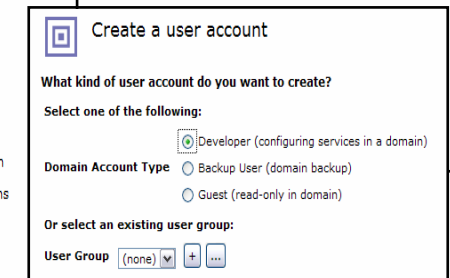 Create a user account
What kind of user account do you want to create?
Select one of the following:
Developer (configuring services in a domain)
Domain Account Type
Backup User (domain backup)
Guest (read-only in domain)
Or select an existing user group:
User Group (none) + ...